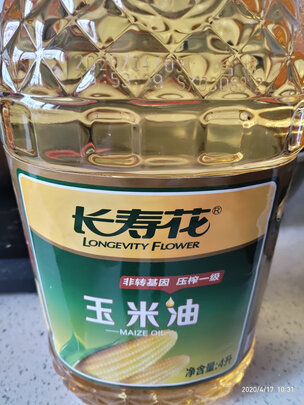 长寿花®
LONGEVITY FLOWER
非转基因 压榨一级
玉米油
MAIZE OIL
净含量:4升
2020/4/17 10:31